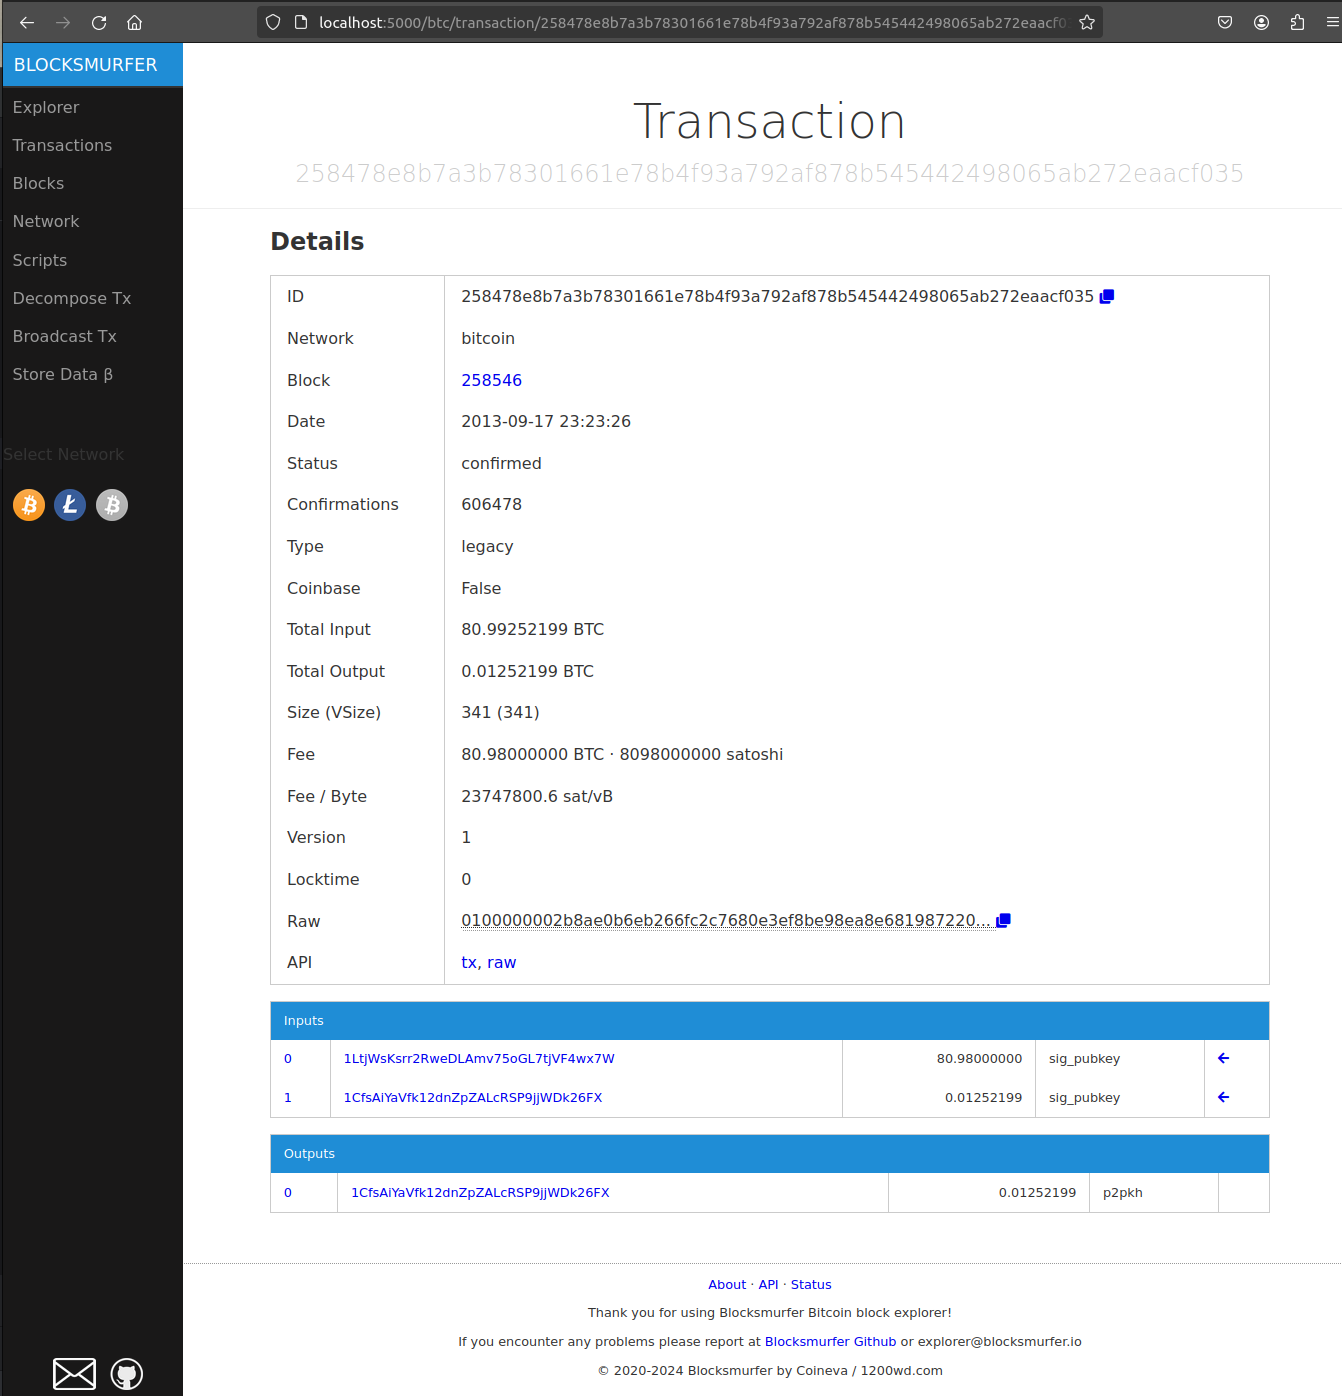 localhost:5000/btc/transaction/258478e8b7a3b78301661e78b4f93a792af878b545442498065ab272eaacf03
BLOCKSMURFER
Explorer
Transactions
Blocks
Network
Scripts
Decompose Tx
Broadcast Tx
Store Data β
Select Network
Transaction
258478e8b7a3b78301661e78b4f93a792af878b545442498065ab272eaacf035
Details
ID 258478e8b7a3b78301661e78b4f93a792af878b545442498065ab272eaacf035
Network bitcoin
Block 258546
Date 2013-09-17 23:23:26
Status confirmed
Confirmations 606478
Type legacy
Coinbase False
Total Input 80.99252199 BTC
Total Output 0.01252199 BTC
Size (VSize) 341 (341)
Fee 80.98000000 BTC · 8098000000 satoshi
Fee / Byte 23747800.6 sat/vB
Version 1
Locktime 0
Raw 0100000002b8ae0b6eb266fc2c7680e3ef8be98ea8e681987220...
API tx, raw
Inputs
0 1LtjWsKsrr2RweDLAmv75oGL7tjVF4wx7W 80.98000000 sig_pubkey
1 1CfsAiYaVfk12dnZpZALcRSP9jjWDk26FX 0.01252199 sig_pubkey
Outputs
0 1CfsAiYaVfk12dnZpZALcRSP9jjWDk26FX 0.01252199 p2pkh
About · API · Status
Thank you for using Blocksmurfer Bitcoin block explorer!
If you encounter any problems please report at Blocksmurfer Github or explorer@blocksmurfer.io
© 2020-2024 Blocksmurfer by Coineva / 1200wd.com